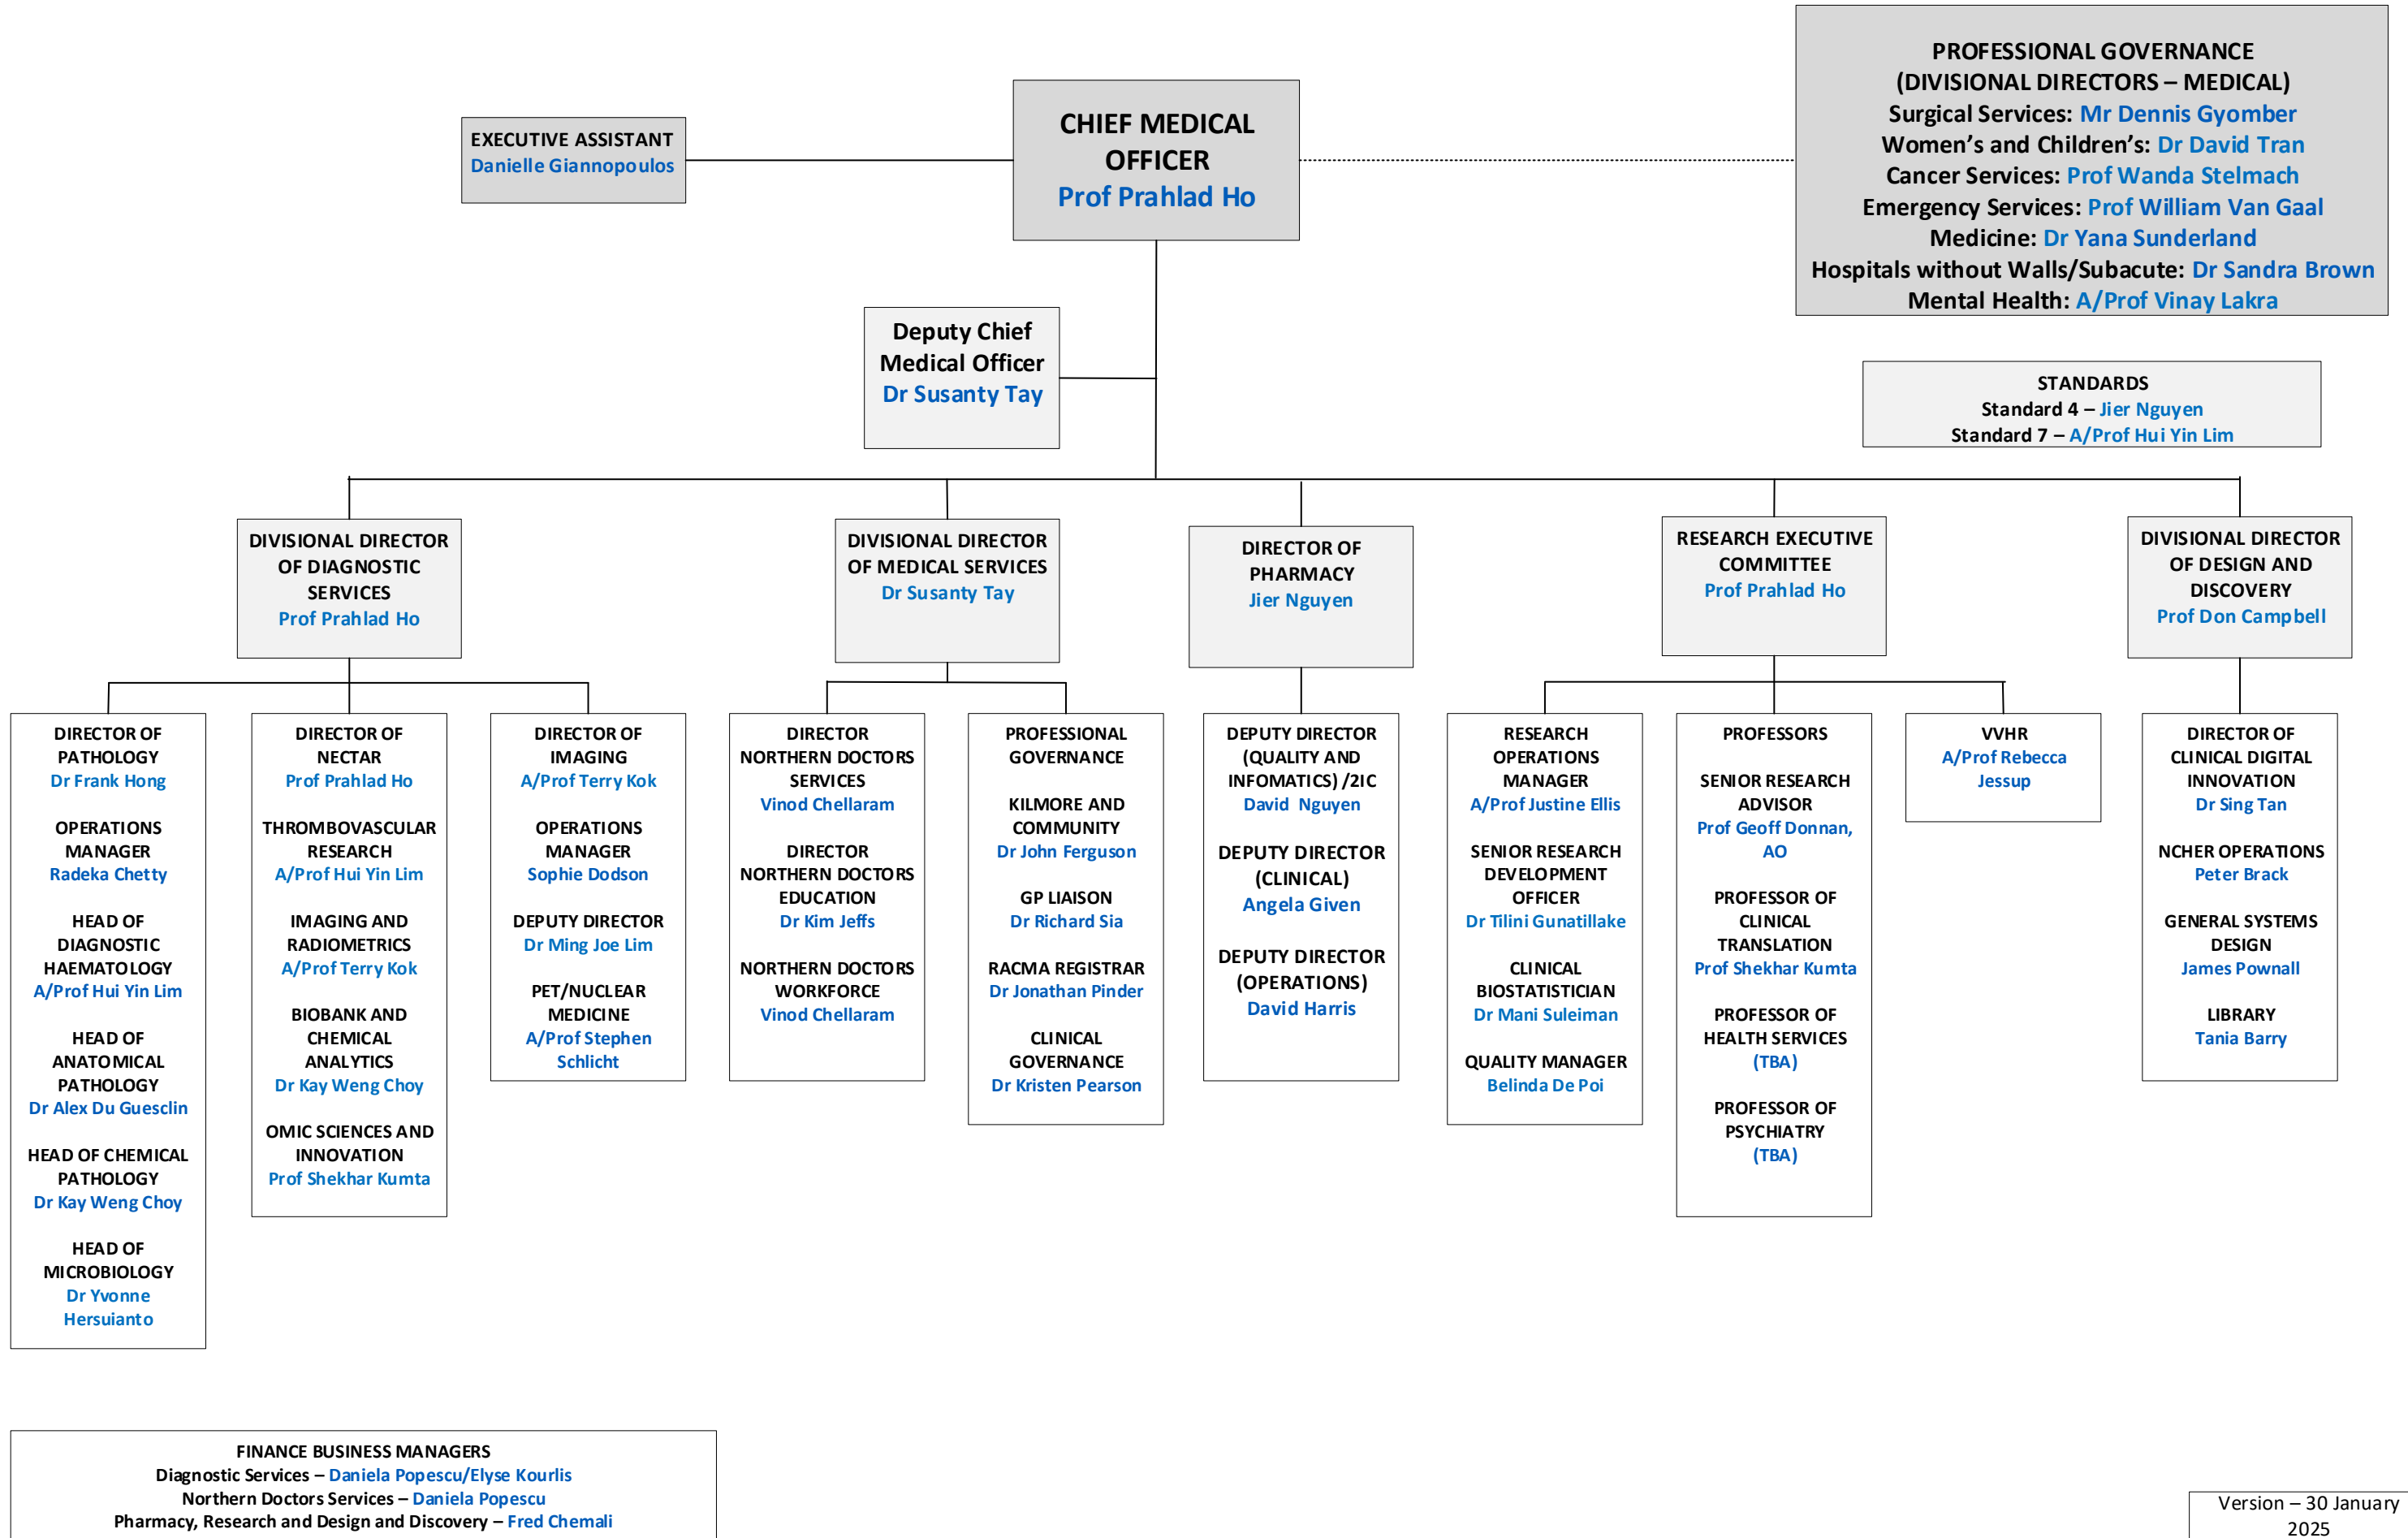 PROFESSIONAL GOVERNANCE
(DIVISIONAL DIRECTORS – MEDICAL)
Surgical Services: Mr Dennis Gyomber
Women's and Children's: Dr David Tran
Cancer Services: Prof Wanda Stelmach
Emergency Services: Prof William Van Gaal
Medicine: Dr Yana Sunderland
Hospitals without Walls/Subacute: Dr Sandra Brown
Mental Health: A/Prof Vinay Lakra
CHIEF MEDICAL
OFFICER
Prof Prahlad Ho
EXECUTIVE ASSISTANT
Danielle Giannopoulos
Deputy Chief
Medical Officer
Dr Susanty Tay
STANDARDS
Standard 4 – Jier Nguyen
Standard 7 – A/Prof Hui Yin Lim
DIVISIONAL DIRECTOR
OF DIAGNOSTIC
SERVICES
Prof Prahlad Ho
DIVISIONAL DIRECTOR
OF MEDICAL SERVICES
Dr Susanty Tay
DIRECTOR OF
PHARMACY
Jier Nguyen
RESEARCH EXECUTIVE
COMMITTEE
Prof Prahlad Ho
DIVISIONAL DIRECTOR
OF DESIGN AND
DISCOVERY
Prof Don Campbell
DIRECTOR OF
PATHOLOGY
Dr Frank Hong
OPERATIONS
MANAGER
Radeka Chetty
HEAD OF
DIAGNOSTIC
HAEMATOLOGY
A/Prof Hui Yin Lim
HEAD OF
ANATOMICAL
PATHOLOGY
Dr Alex Du Guesclin
HEAD OF CHEMICAL
PATHOLOGY
Dr Kay Weng Choy
HEAD OF
MICROBIOLOGY
Dr Yvonne
Hersuianto
DIRECTOR OF
NECTAR
Prof Prahlad Ho
THROMBOVASCULAR
RESEARCH
A/Prof Hui Yin Lim
IMAGING AND
RADIOMETRICS
A/Prof Terry Kok
BIOBANK AND
CHEMICAL
ANALYTICS
Dr Kay Weng Choy
OMIC SCIENCES AND
INNOVATION
Prof Shekhar Kumta
DIRECTOR OF
IMAGING
A/Prof Terry Kok
OPERATIONS
MANAGER
Sophie Dodson
DEPUTY DIRECTOR
Dr Ming Joe Lim
PET/NUCLEAR
MEDICINE
A/Prof Stephen
Schlicht
DIRECTOR
NORTHERN DOCTORS
SERVICES
Vinod Chellaram
DIRECTOR
NORTHERN DOCTORS
EDUCATION
Dr Kim Jeffs
NORTHERN DOCTORS
WORKFORCE
Vinod Chellaram
PROFESSIONAL
GOVERNANCE
KILMORE AND
COMMUNITY
Dr John Ferguson
GP LIAISON
Dr Richard Sia
RACMA REGISTRAR
Dr Jonathan Pinder
CLINICAL
GOVERNANCE
Dr Kristen Pearson
DEPUTY DIRECTOR
(QUALITY AND
INFOMATICS) /2IC
David Nguyen
DEPUTY DIRECTOR
(CLINICAL)
Angela Given
DEPUTY DIRECTOR
(OPERATIONS)
David Harris
RESEARCH
OPERATIONS
MANAGER
A/Prof Justine Ellis
SENIOR RESEARCH
DEVELOPMENT
OFFICER
Dr Tilini Gunatillake
CLINICAL
BIOSTATISTICIAN
Dr Mani Suleiman
QUALITY MANAGER
Belinda De Poi
PROFESSORS
SENIOR RESEARCH
ADVISOR
Prof Geoff Donnan,
AO
PROFESSOR OF
CLINICAL
TRANSLATION
Prof Shekhar Kumta
PROFESSOR OF
HEALTH SERVICES
(TBA)
PROFESSOR OF
PSYCHIATRY
(TBA)
VVHR
A/Prof Rebecca
Jessup
DIRECTOR OF
CLINICAL DIGITAL
INNOVATION
Dr Sing Tan
NCHER OPERATIONS
Peter Brack
GENERAL SYSTEMS
DESIGN
James Pownall
LIBRARY
Tania Barry
FINANCE BUSINESS MANAGERS
Diagnostic Services – Daniela Popescu/Elyse Kourlis
Northern Doctors Services – Daniela Popescu
Pharmacy, Research and Design and Discovery – Fred Chemali
Version – 30 January
2025